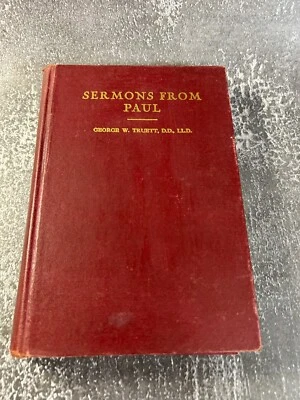 SERMONS FROM
PAUL
GEORGE W. TRUETT, D.D., LL.D.